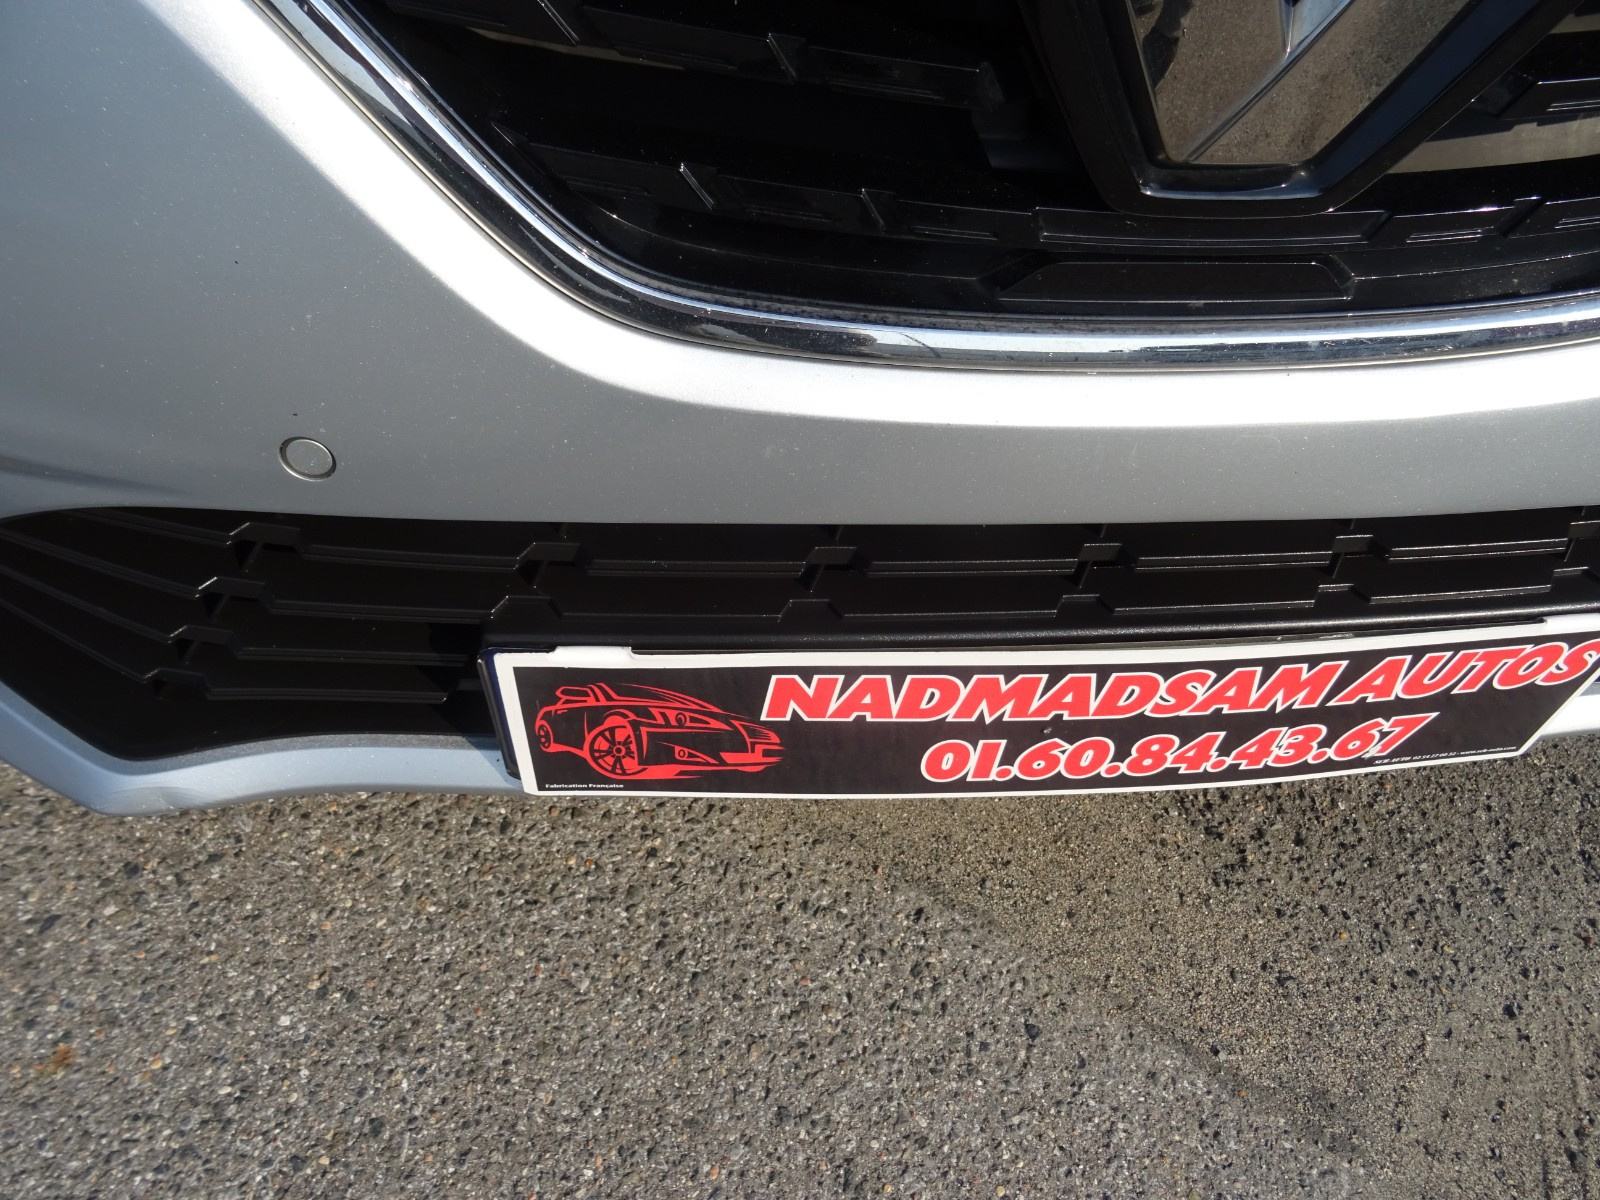 NADMADSAM AUTOS
01.60.84.43.67
Fabrication Française